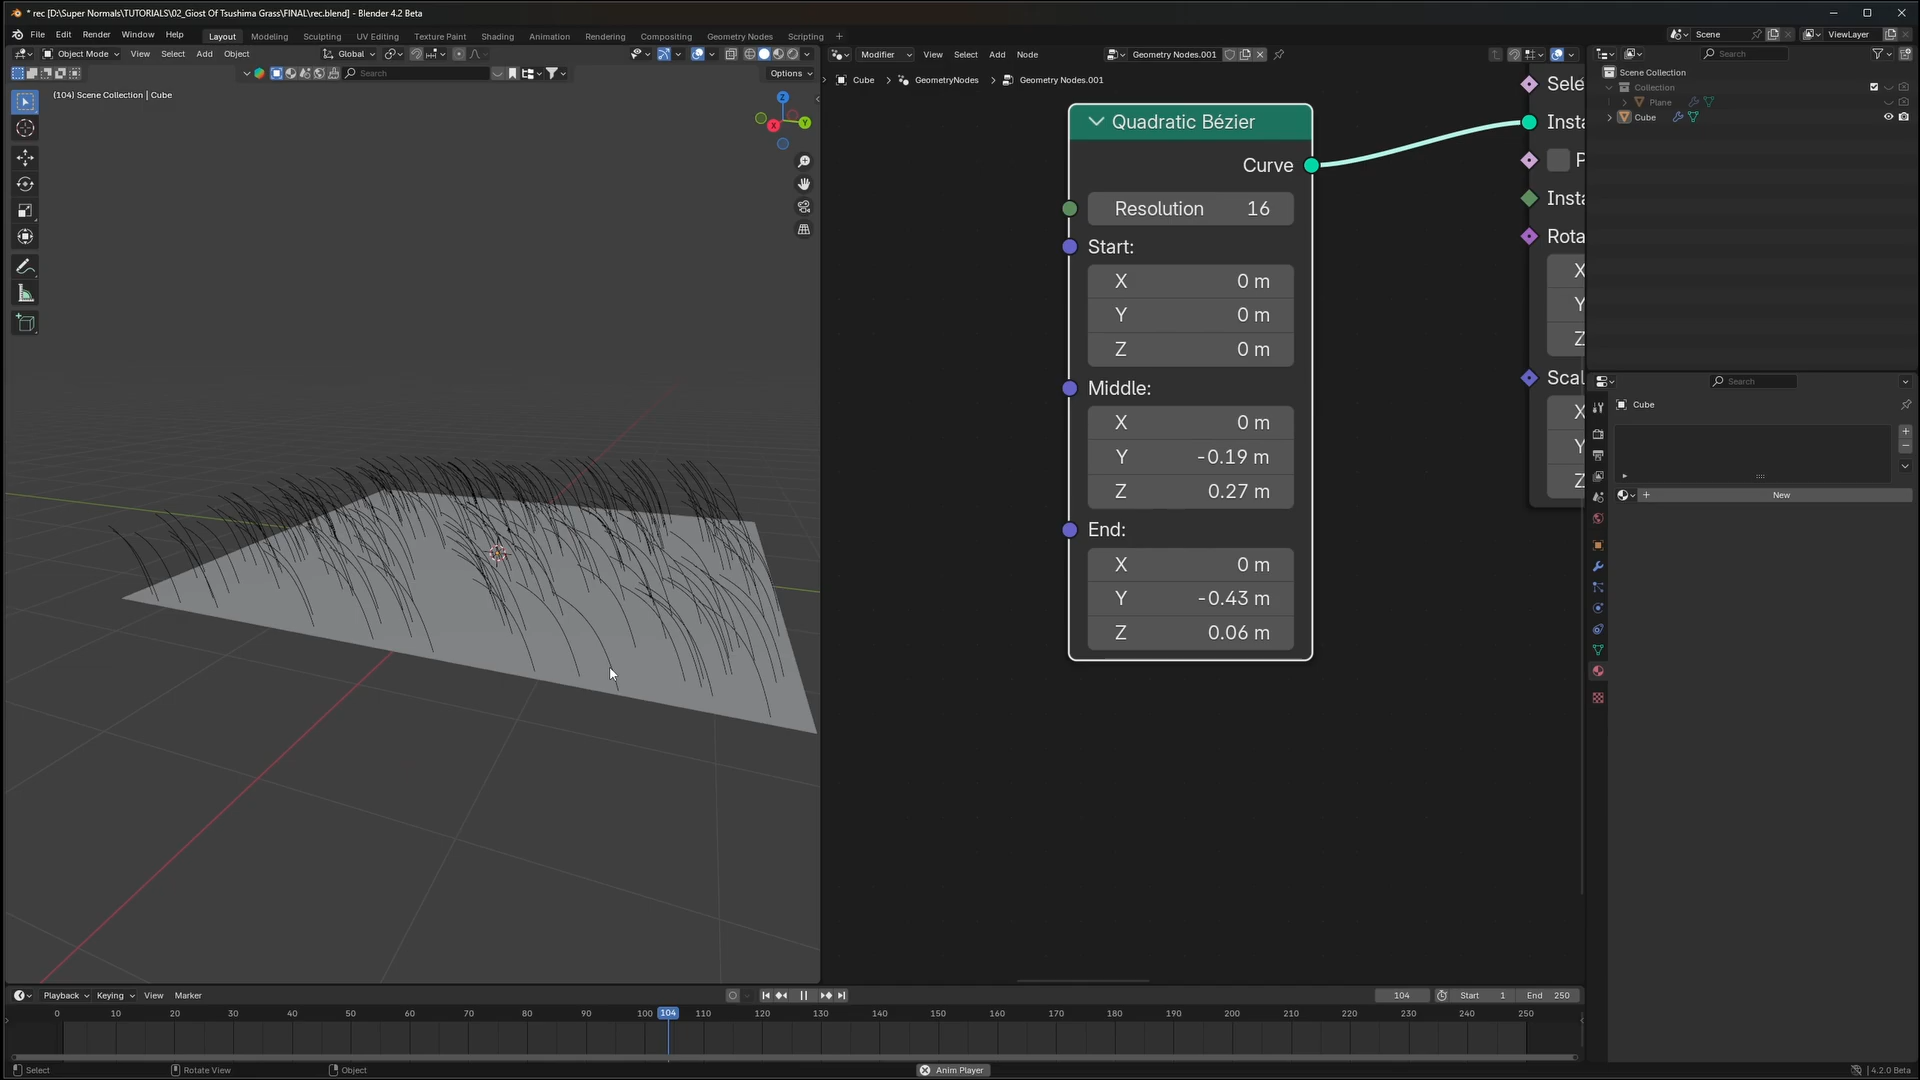 * rec [D:\Super Normals\TUTORIALS\02_Giost Of Tsushima Grass\FINAL\rec.blend] - Blender 4.2 Beta
File Edit Render Window Help Layout Modeling Sculpting UV Editing Texture Paint Shading Animation Rendering Compositing Geometry Nodes Scripting +
Scene ViewLayer
Object Mode View Select Add Object Global
Modifier View Select Add Node Geometry Nodes.001
Search
Search Options
Cube > GeometryNodes > Geometry Nodes.001
(104) Scene Collection | Cube
Z
Y
X
Quadratic Bézier
Curve
Resolution 16
Start:
X 0 m
Y 0 m
Z 0 m
Middle:
X 0 m
Y -0.19 m
Z 0.27 m
End:
X 0 m
Y -0.43 m
Z 0.06 m
Sele
Insta
P
Insta
Rota
X
Y
Z
Scal
X
Y
Z
Scene Collection
Collection
Plane
Cube
Search
Cube
+ New
Playback Keying View Marker
104 Start 1 End 250
0 10 20 30 40 50 60 70 80 90 100 104 110 120 130 140 150 160 170 180 190 200 210 220 230 240 250
Select Rotate View Object Anim Player 4.2.0 Beta